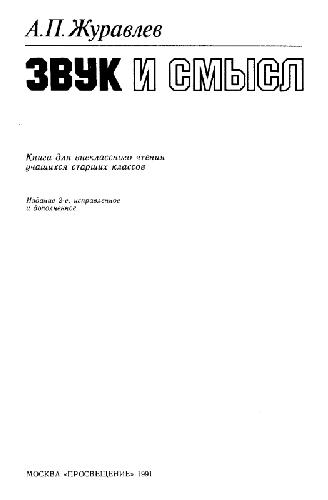 А.П. Журавлев
ЗВУК И СМЫСЛ
Книга для внеклассного чтения
учащихся старших классов
Издание 2-е, исправленное
и дополненное
МОСКВА «ПРОСВЕЩЕНИЕ» 1991